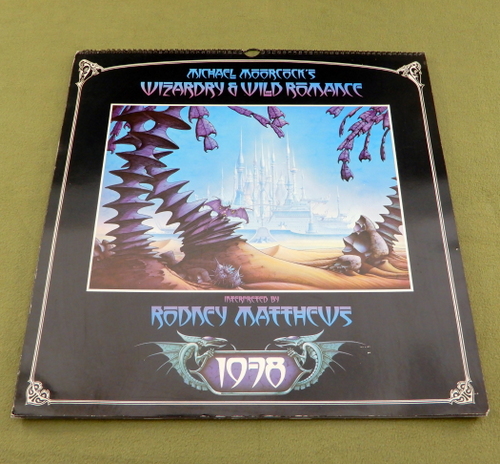 MICHAEL MOORCOCK'S
WIZARDRY & WILD ROMANCE
INTERPRETED BY
RODNEY MATTHEWS
1978